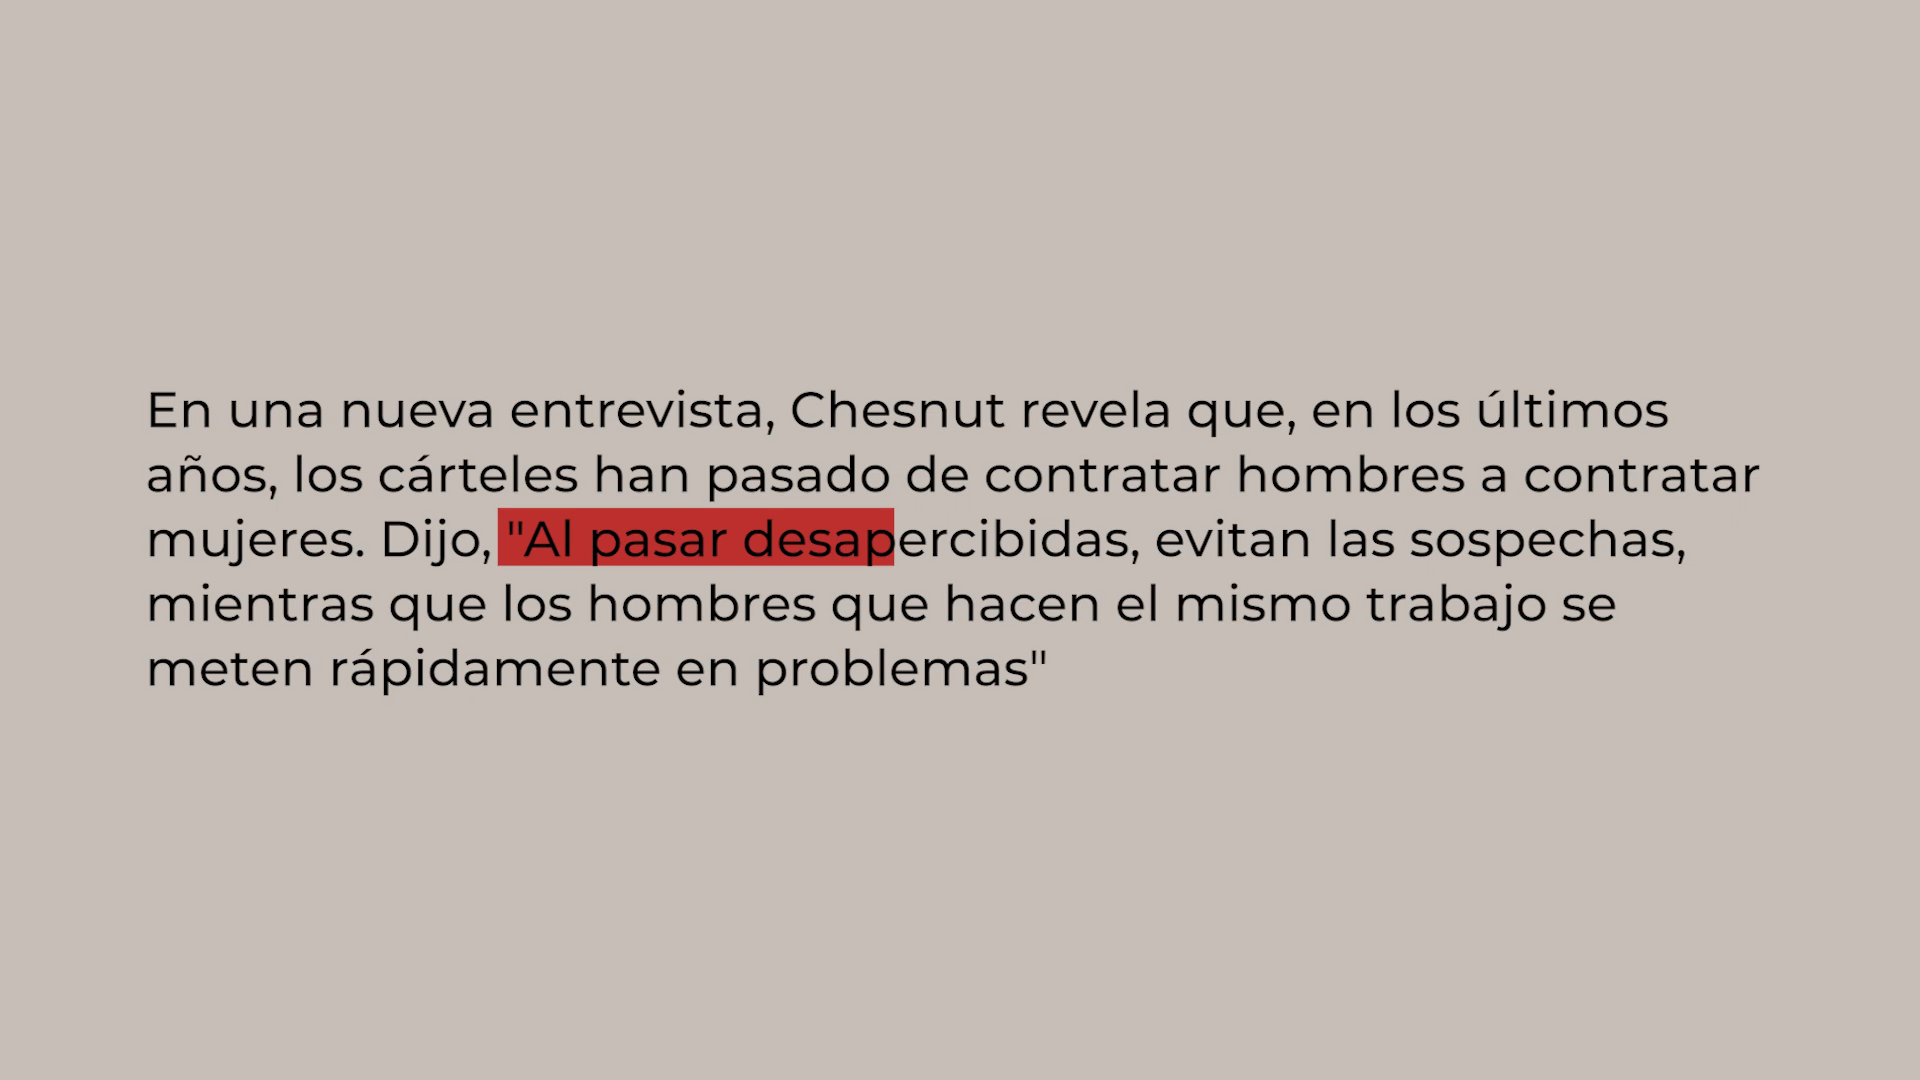 En una nueva entrevista, Chesnut revela que, en los últimos
años, los cárteles han pasado de contratar hombres a contratar
mujeres. Dijo, "Al pasar desapercibidas, evitan las sospechas,
mientras que los hombres que hacen el mismo trabajo se
meten rápidamente en problemas"